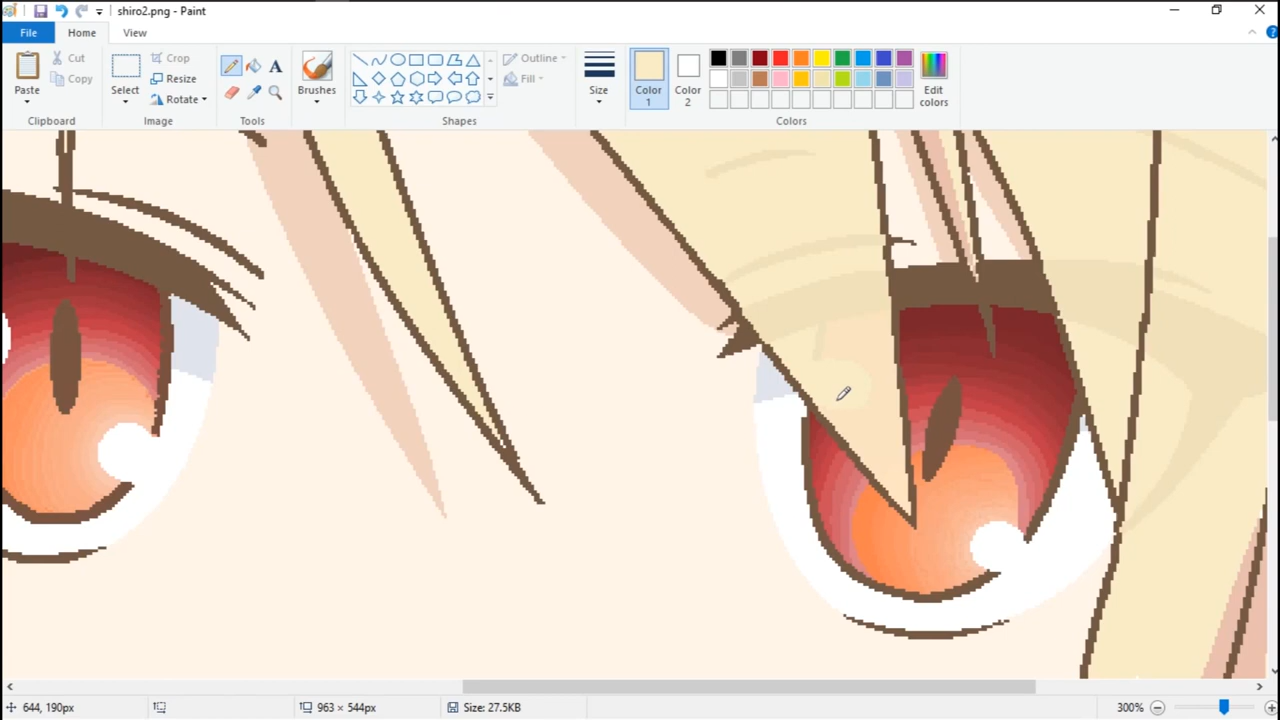 shiro2.png - Paint
File Home View
Paste Cut Copy
Clipboard
Select Crop Resize Rotate
Image
A
Tools
Brushes
Outline Fill
Shapes
Size
Color 1
Color 2
Edit colors
Colors
644, 190px
963 × 544px
Size: 27.5KB
300%